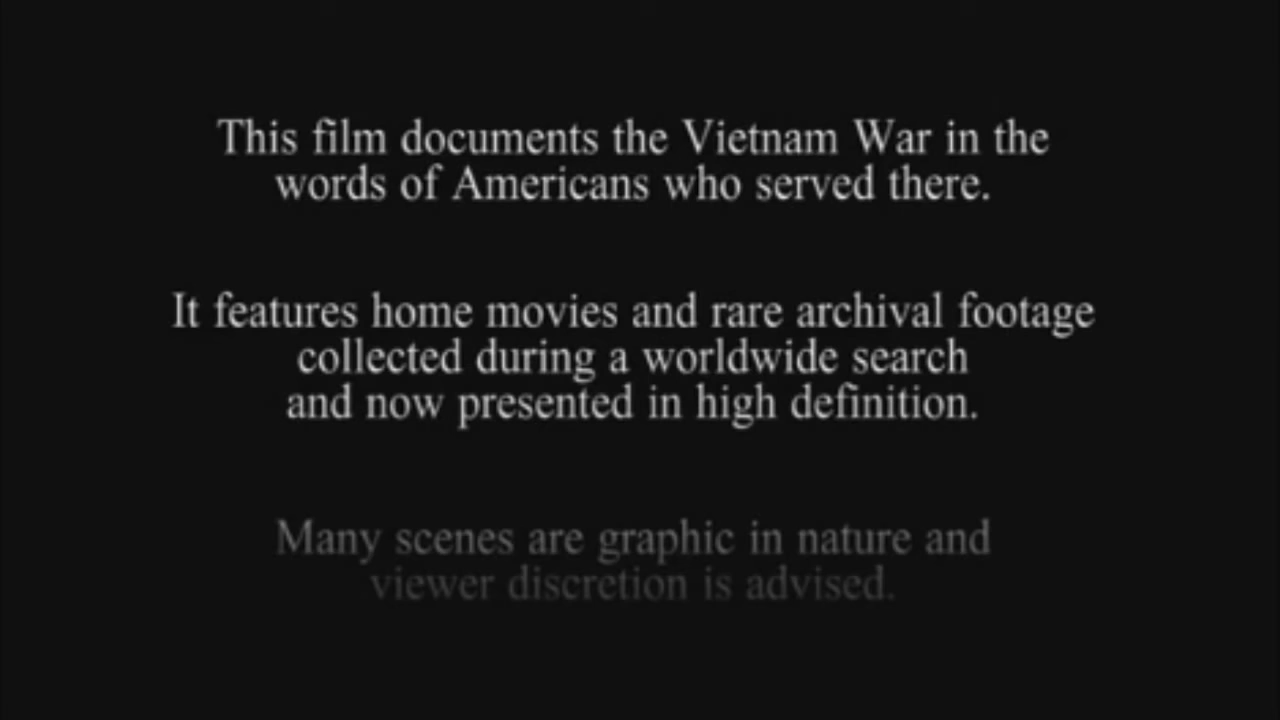 This film documents the Vietnam War in the
words of Americans who served there.
It features home movies and rare archival footage
collected during a worldwide search
and now presented in high definition.
Many scenes are graphic in nature and
viewer discretion is advised.